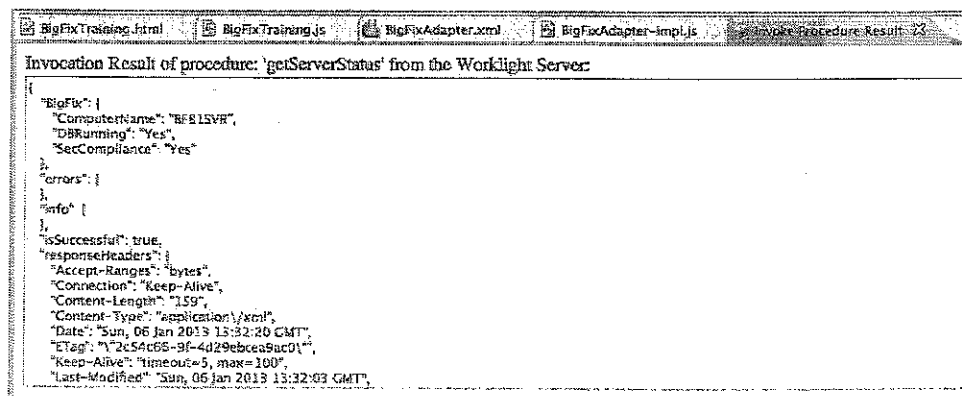 BigFixTraining.html BigFixTraining.js BigFixAdapter.xml BigFixAdapter-impl.js Invoke Procedure Result
Invocation Result of procedure: 'getServerStatus' from the Worklight Server:
{
"BigFix": {
"ComputerName": "BF81SVR",
"DBRunning": "Yes",
"SecCompliance": "Yes"
},
"errors": [
],
"info" [
],
"isSuccessful": true,
"responseHeaders": {
"Accept-Ranges": "bytes",
"Connection": "Keep-Alive",
"Content-Length": "159",
"Content-Type": "application\/xml",
"Date": "Sun, 06 Jan 2013 13:32:20 GMT",
"ETag": "\"2c54c66-9f-4d29ebcea9ac0\"",
"Keep-Alive": "timeout=5, max=100",
"Last-Modified" "Sun, 06 Jan 2013 13:32:03 GMT",